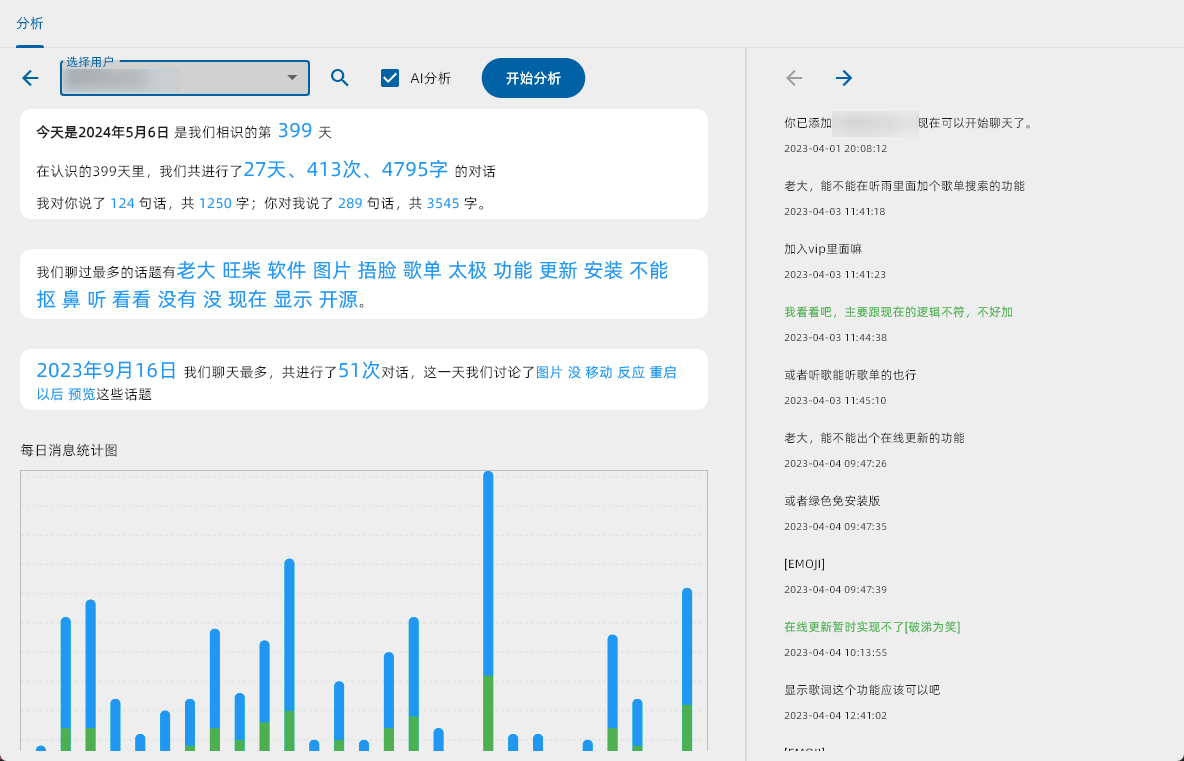 分析
选择用户
AI分析
开始分析
今天是2024年5月6日 是我们相识的第 399 天
在认识的399天里，我们共进行了27天、413次、4795字 的对话
我对你说了 124 句话，共 1250 字；你对我说了 289 句话，共 3545 字。
我们聊过最多的话题有老大 旺柴 软件 图片 捂脸 歌单 太极 功能 更新 安装 不能
抠 鼻 听 看看 没有 没 现在 显示 开源。
2023年9月16日 我们聊天最多，共进行了51次对话，这一天我们讨论了图片 没 移动 反应 重启
以后 预览这些话题
每日消息统计图
你已添加 现在可以开始聊天了。
2023-04-01 20:08:12
老大，能不能在听雨里面加个歌单搜索的功能
2023-04-03 11:41:18
加入vip里面嘛
2023-04-03 11:41:23
我看看吧，主要跟现在的逻辑不符，不好加
2023-04-03 11:44:38
或者听歌能听歌单的也行
2023-04-03 11:45:10
老大，能不能出个在线更新的功能
2023-04-04 09:47:26
或者绿色免安装版
2023-04-04 09:47:35
[EMOJI]
2023-04-04 09:47:39
在线更新暂时实现不了[破涕为笑]
2023-04-04 10:13:55
显示歌词这个功能应该可以吧
2023-04-04 12:41:02
[EMOJI]